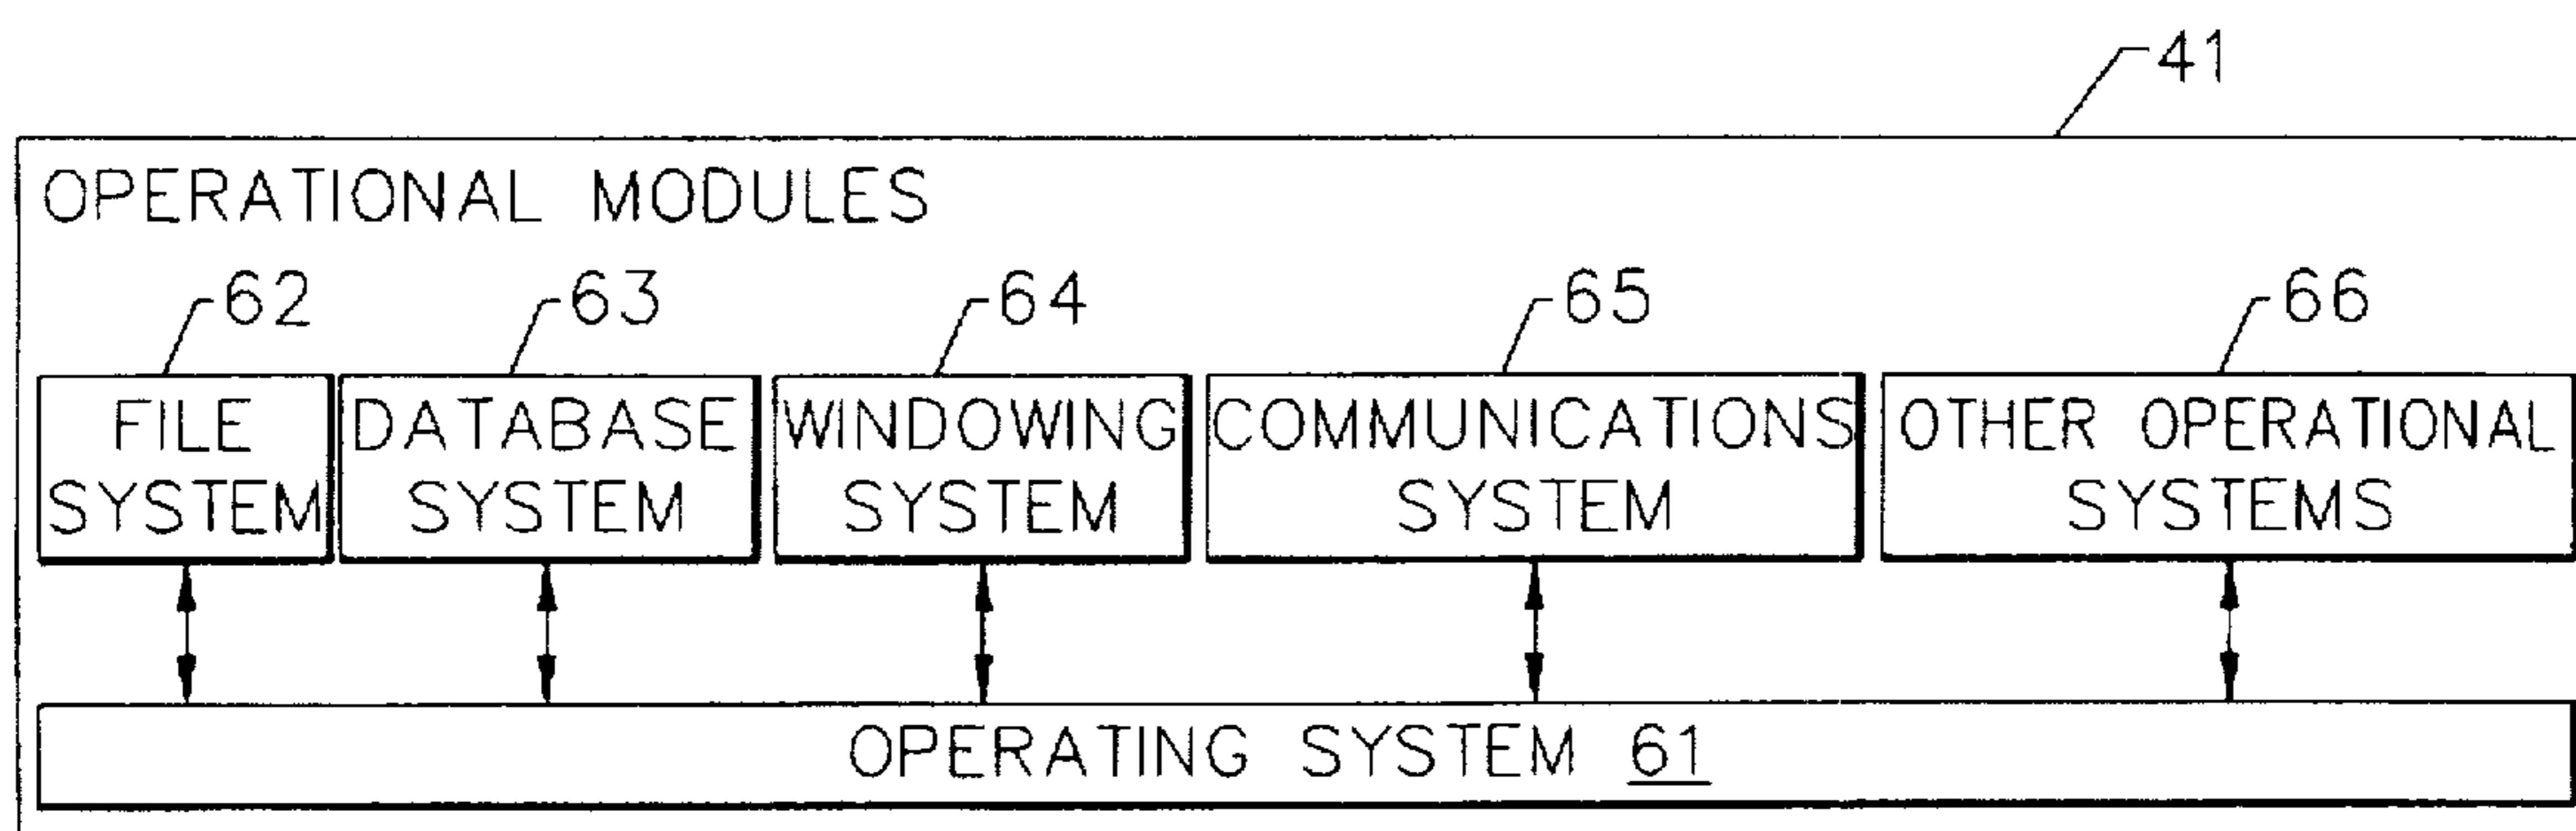 41
OPERATIONAL MODULES
62 63 64 65 66
FILE SYSTEM
DATABASE SYSTEM
WINDOWING SYSTEM
COMMUNICATIONS SYSTEM
OTHER OPERATIONAL SYSTEMS
OPERATING SYSTEM 61